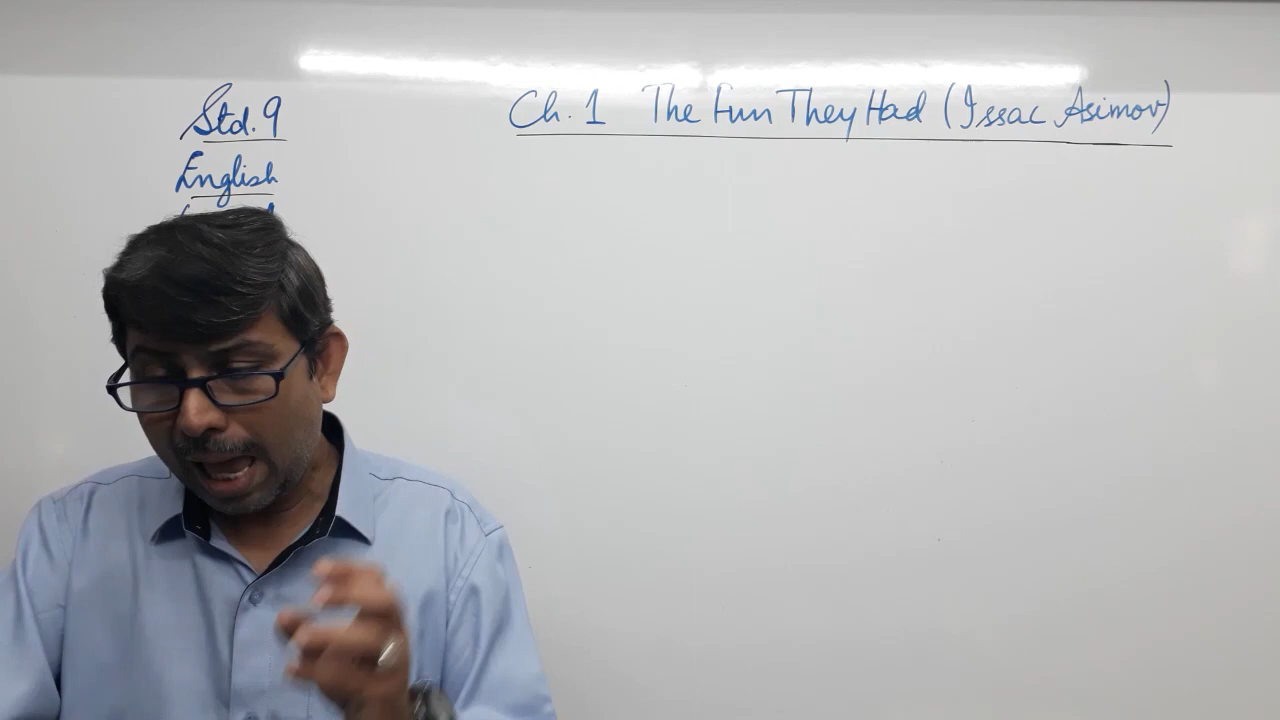 Std. 9
Ch. 1 The Fun They Had (Issac Asimov)
English